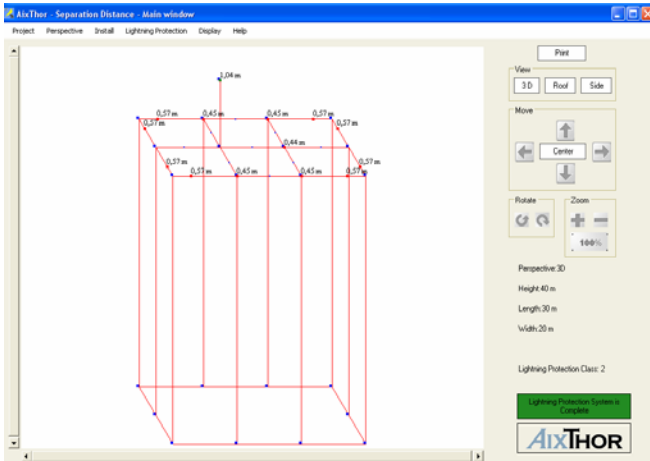 AixThor - Separation Distance - Main window
Project Perspective Install Lightning Protection Display Help
Print
View
3D Roof Side
Move
Center
Rotate Zoom
100%
Perspective:3D
Height:40 m
Length:30 m
Width:20 m
Lightning Protection Class: 2
Lightning Protection System is
Complete
AIXTHOR
1,04 m
0,57 m 0,45 m 0,45 m 0,57 m
0,57 m 0,57 m
0,44 m
0,57 m 0,57 m
0,57 m 0,45 m 0,45 m 0,57 m